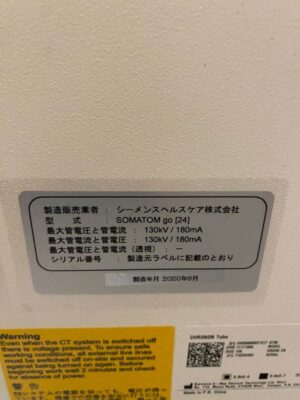 製造販売業者 : シーメンスヘルスケア株式会社
型 式 : SOMATOM go [24]
最大管電圧と管電流 : 130kV / 180mA
最大管電流と管電圧 : 130kV / 180mA
最大管電圧と管電流 (透視) : ー
シリアル番号 : 製造元ラベルに記載のとおり
製造年月 2020年8月
Warning
Even when the CT system is switched off
there is voltage present. To ensure safe
working conditions, all external live lines
must be switched off on-site and secured
against being turned on again. Before
beginning work wait 2 minutes and check
for absence of
警告
CHRONON Tube
Made in P.R. China